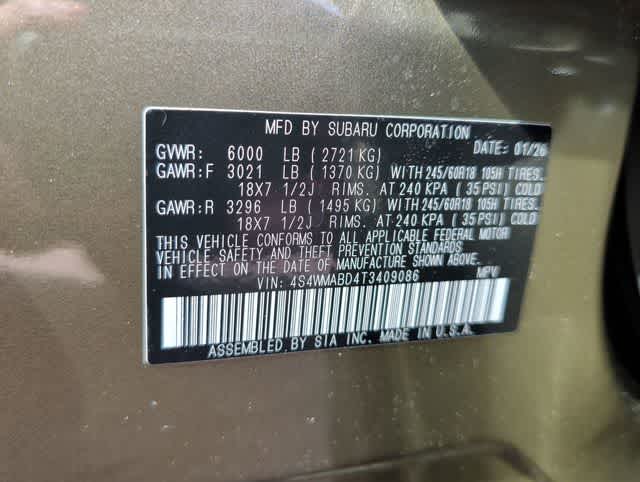 MFD BY SUBARU CORPORATION
GVWR: 6000 LB (2721 KG) DATE: 01/26
GAWR:F 3021 LB (1370 KG) WITH 245/60R18 105H TIRES.
18X7 1/2J RIMS. AT 240 KPA (35 PSI) COLD
GAWR:R 3296 LB (1495 KG) WITH 245/60R18 105H TIRES.
18X7 1/2J RIMS. AT 240 KPA (35 PSI) COLD
THIS VEHICLE CONFORMS TO ALL APPLICABLE FEDERAL MOTOR
VEHICLE SAFETY AND THEFT PREVENTION STANDARDS
IN EFFECT ON THE DATE OF MANUFACTURE SHOWN ABOVE.
VIN: 4S4WMABD4T3409086 MPV
ASSEMBLED BY SIA INC. MADE IN U.S.A.